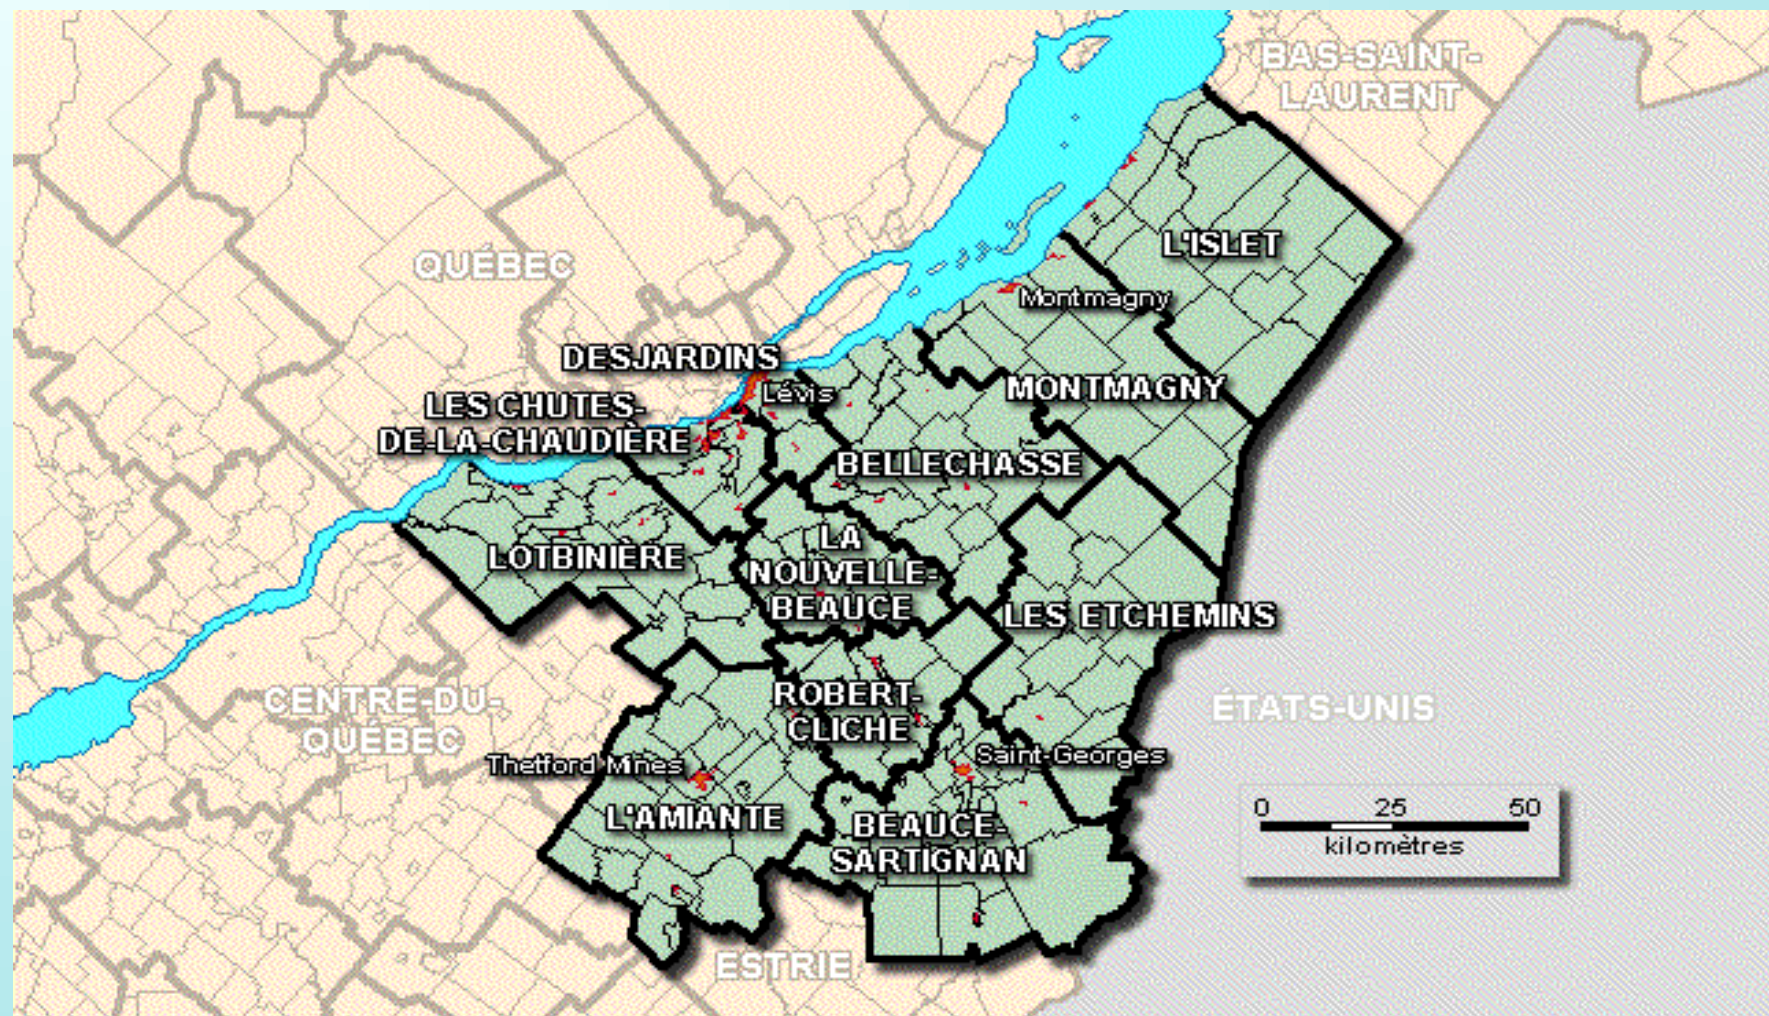 BAS-SAINT-
LAURENT
L'ISLET
QUÉBEC
Montmagny
DESJARDINS
MONTMAGNY
Lévis
LES CHUTES-
DE-LA-CHAUDIÈRE
BELLECHASSE
LA
NOUVELLE-
BEAUCE
LOTBINIÈRE
LES ETCHEMINS
CENTRE-DU-
QUÉBEC
ROBERT-
CLICHE
ÉTATS-UNIS
Thetford Mines
Saint-Georges
L'AMIANTE
BEAUCE-
SARTIGNAN
0 25 50
kilomètres
ESTRIE